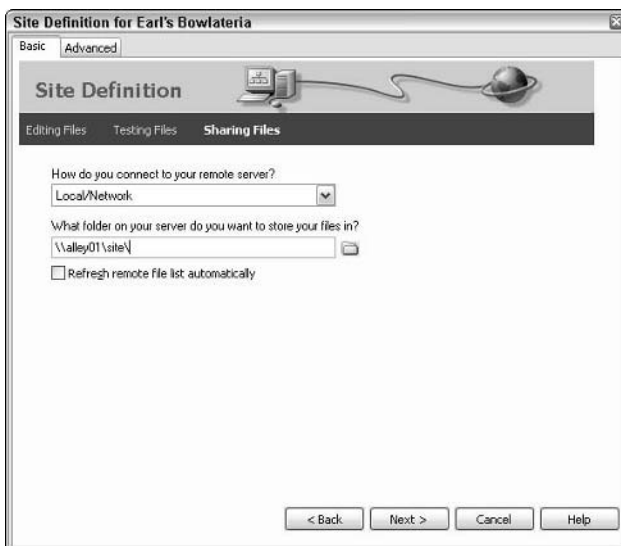 Site Definition for Earl's Bowlateria
Basic Advanced
Site Definition
Editing Files Testing Files Sharing Files
How do you connect to your remote server?
Local/Network
What folder on your server do you want to store your files in?
\\alley01\site\
Refresh remote file list automatically
< Back Next > Cancel Help